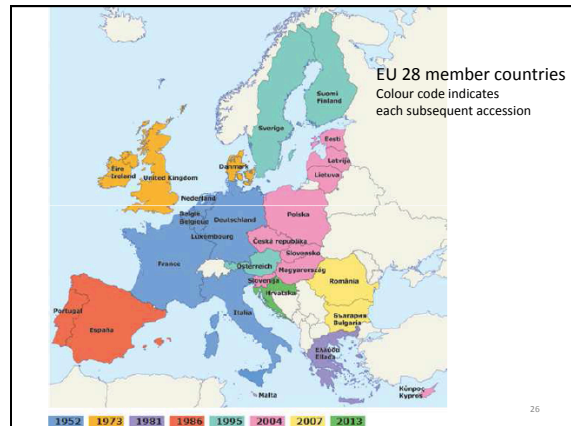 EU 28 member countries
Colour code indicates
each subsequent accession
Suomi
Finland
Sverige
Eesti
Latvija
Lietuva
Danmark
Éire
Ireland
United Kingdom
Nederland
België
Belgique
Deutschland
Polska
Luxembourg
Česká republika
Slovensko
France
Österreich
Magyarország
Slovenija
Hrvatska
România
Portugal
España
Italia
България
Bulgaria
Ελλάδα
Ellada
Malta
Κύπρος
Kypros
26
1952 1973 1981 1986 1995 2004 2007 2013